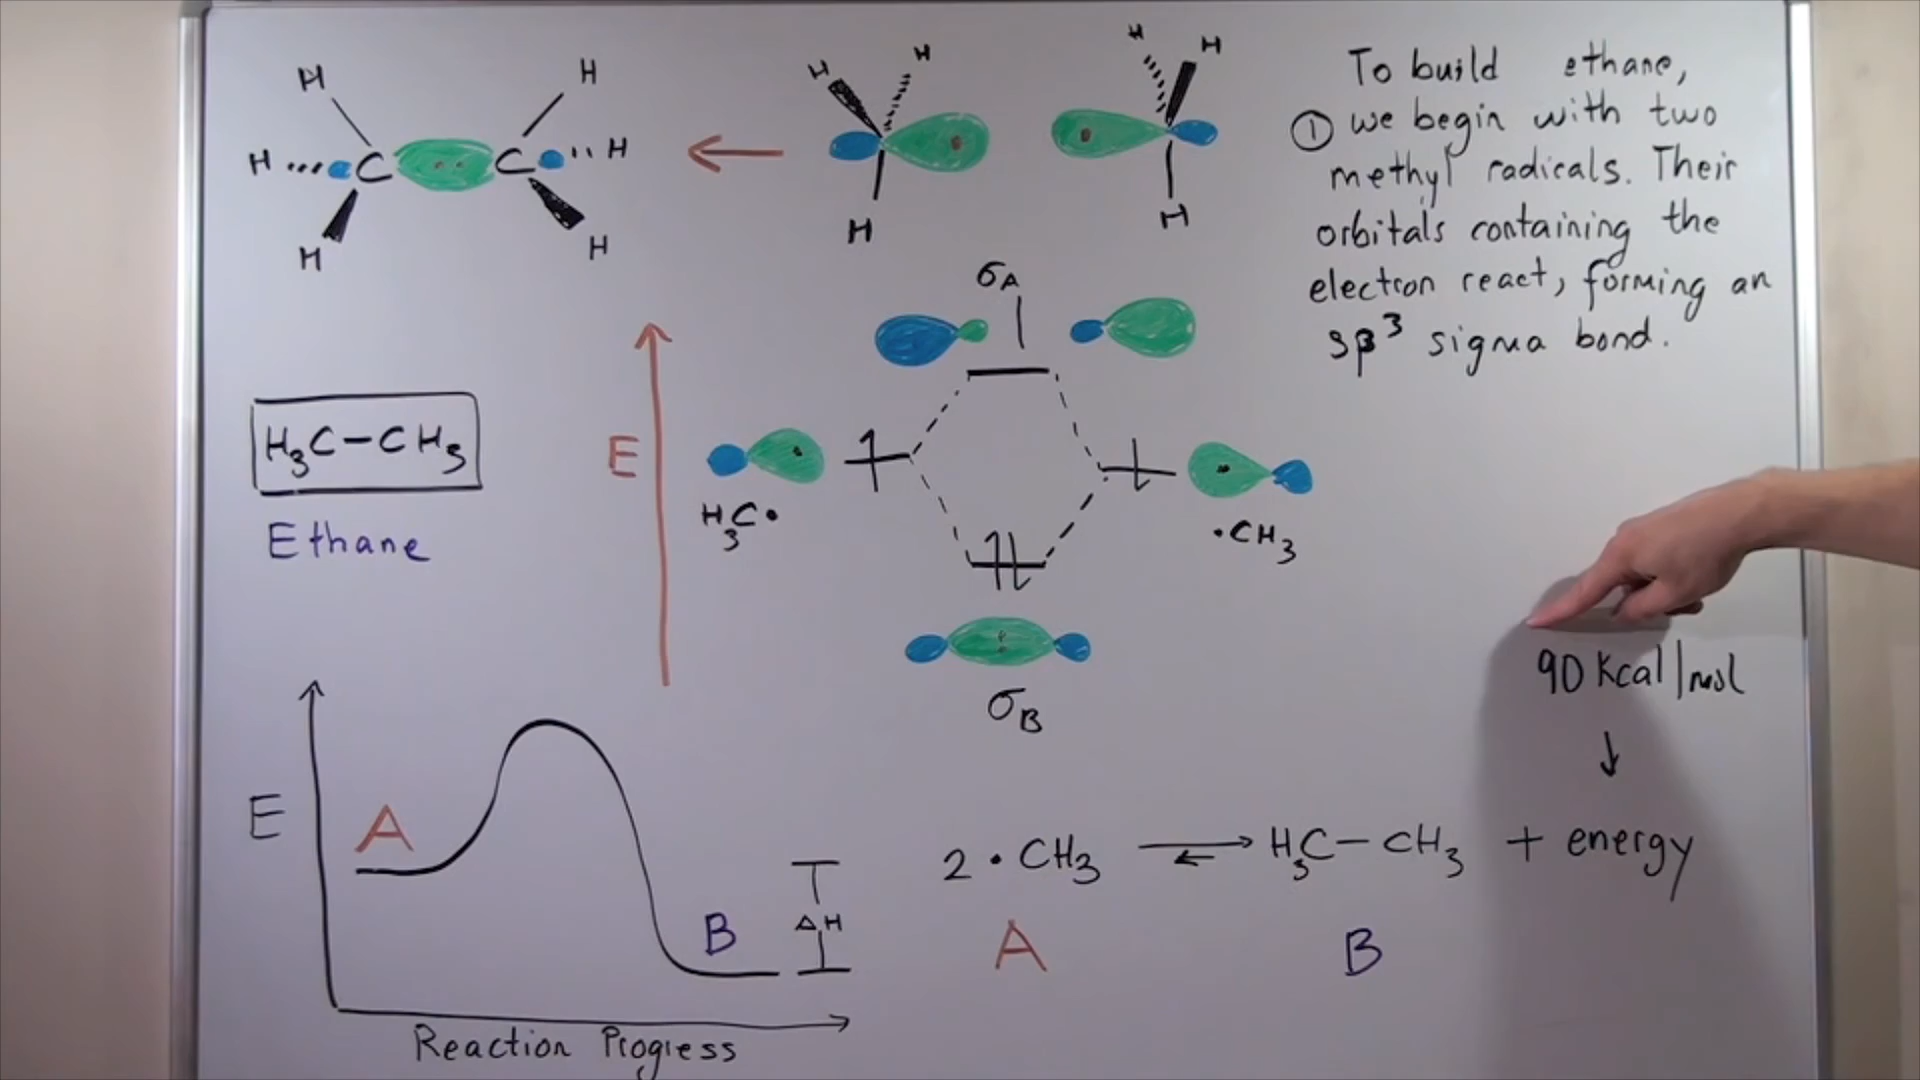 H H H C C H H H
H H H
H H H
To build ethane,
① we begin with two
methyl radicals. Their
orbitals containing the
electron react, forming an
sp³ sigma bond.
σA
E
H₃C-CH₃
Ethane
H₃C•
•CH₃
σB
90 Kcal/mol
↓
E
A
B
ΔH
Reaction Progress
2 •CH₃ ⇌ H₃C-CH₃ + energy
A B